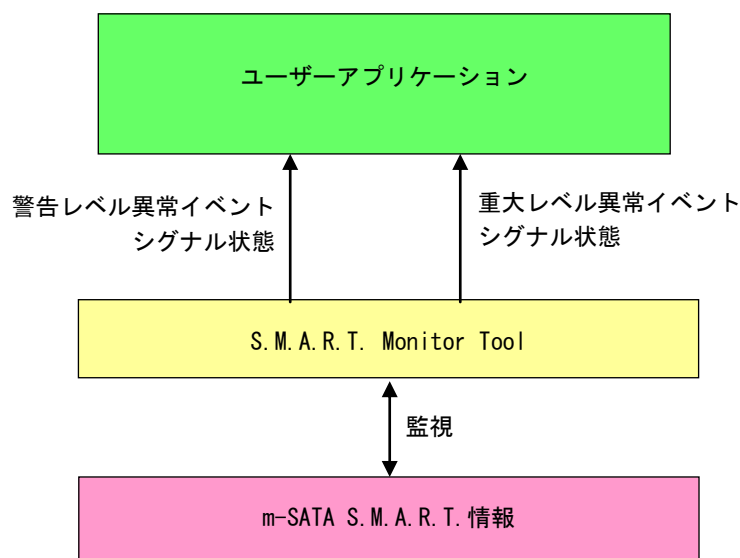 ユーザーアプリケーション
警告レベル異常イベント
シグナル状態
重大レベル異常イベント
シグナル状態
S.M.A.R.T. Monitor Tool
監視
m-SATA S.M.A.R.T.情報